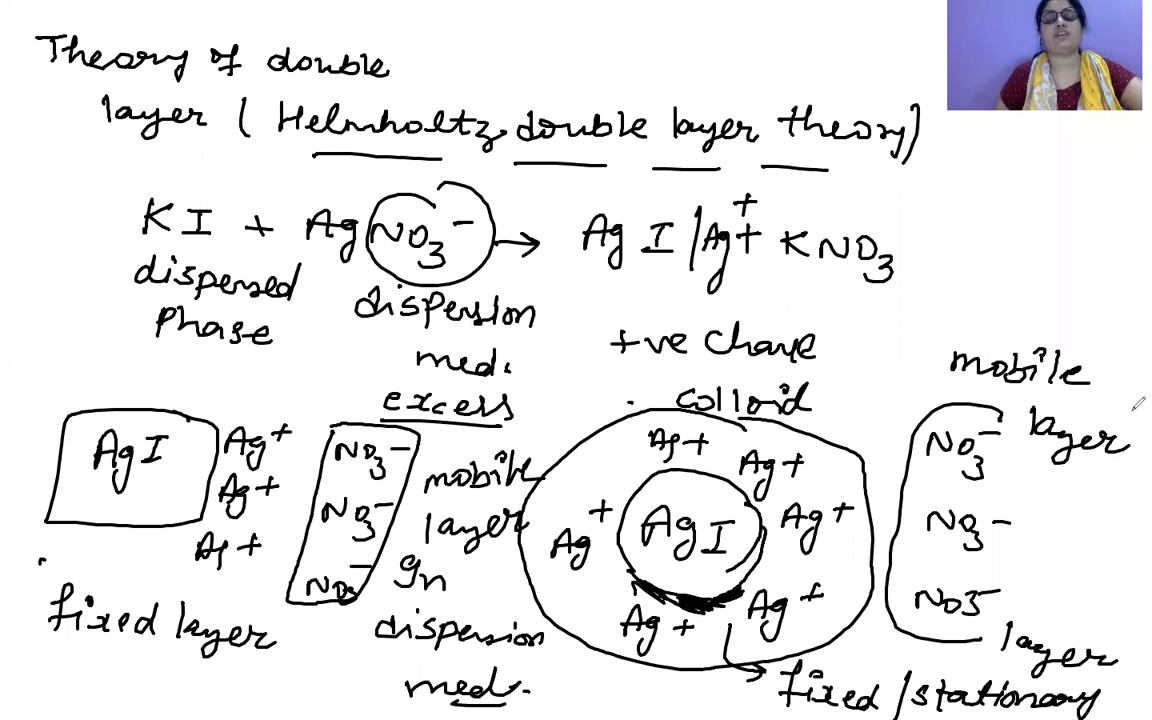 Theory of double
layer ( Helmholtz double layer theory)
KI + AgNO3- → AgI/Ag+ + KNO3
dispersed
Phase
dispersion
med.
excess
+ve charge
colloid
AgI
Ag+
Ag+
Ag+
fixed layer
NO3-
NO3-
NO3-
mobile
layer
In
dispersion
med.
Ag+
Ag+
Ag+
AgI
Ag+
Ag+
Ag+
fixed/stationary
layer
mobile
layer
NO3-
NO3-
NO3-